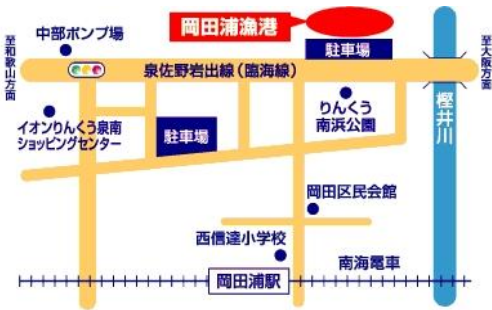 岡田浦漁港
中部ポンプ場
駐車場
至和歌山方面
泉佐野岩出線(臨海線)
至大阪方面
イオンりんくう泉南
ショッピングセンター
駐車場
りんくう
南浜公園
樫井川
岡田区民会館
西信達小学校
南海電車
岡田浦駅